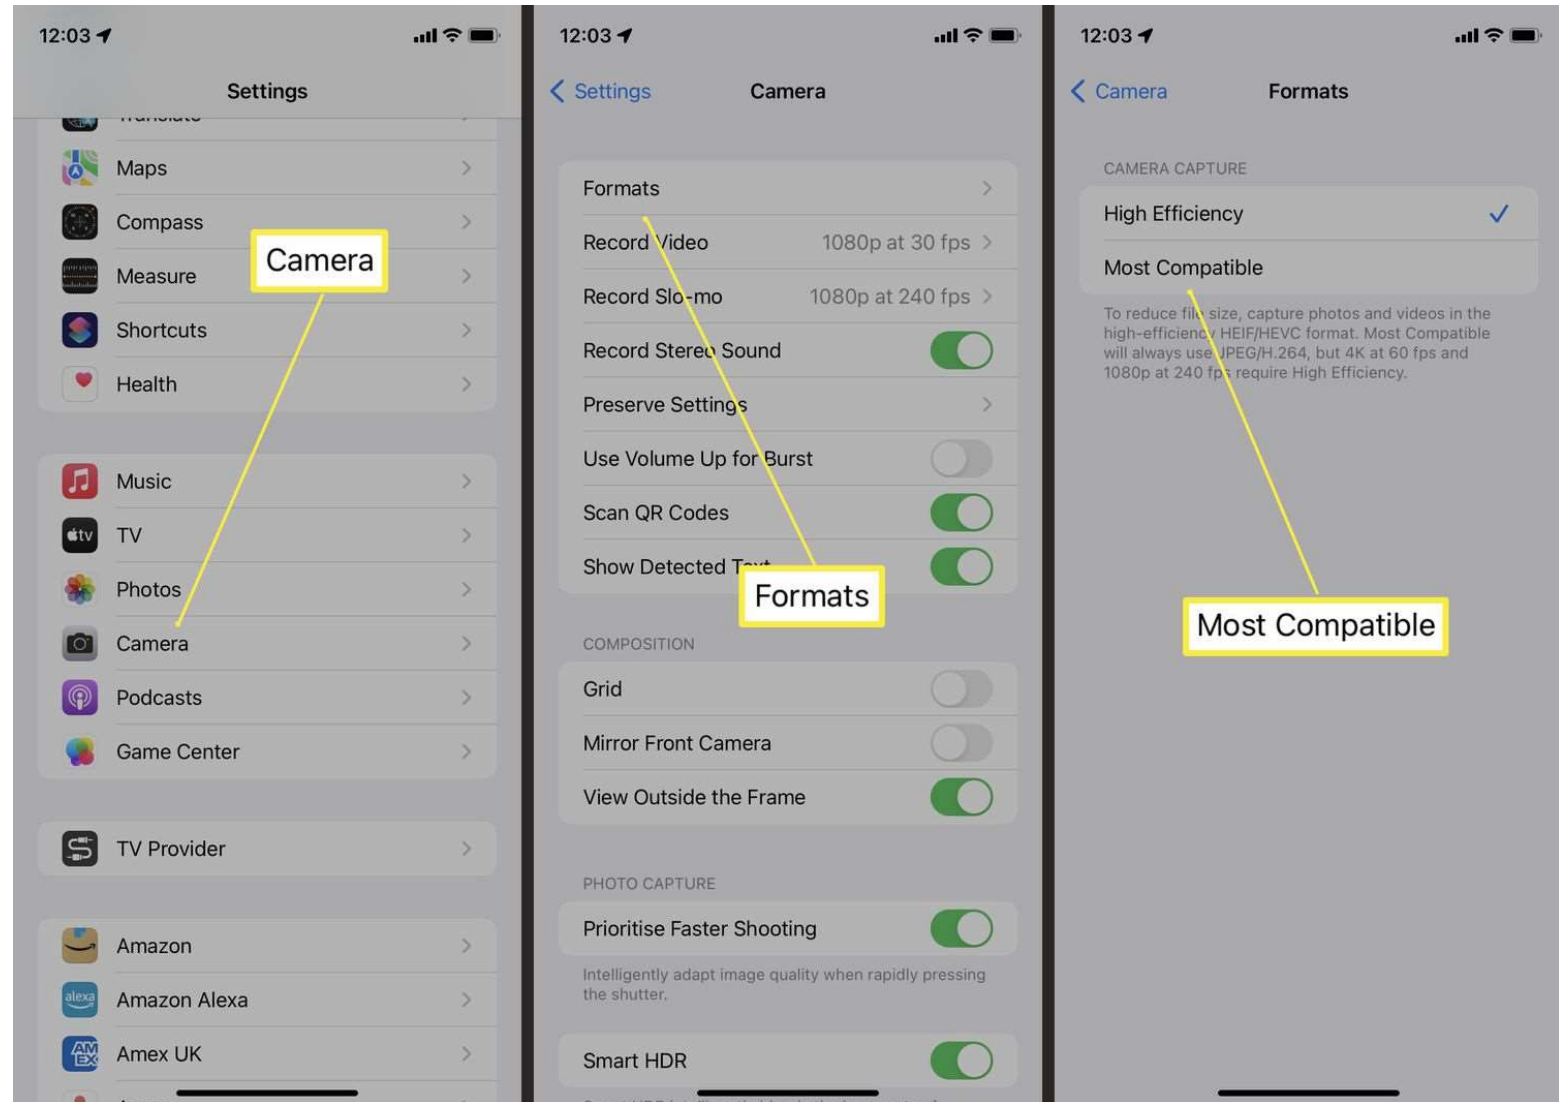 12:03
Settings
Translate
Maps
Compass
Measure
Shortcuts
Health
Music
tv
TV
Photos
Camera
Podcasts
Game Center
TV Provider
Amazon
alexa
Amazon Alexa
AM
EX
Amex UK
Camera
12:03
Settings
Camera
Formats
Record Video 1080p at 30 fps
Record Slo-mo 1080p at 240 fps
Record Stereo Sound
Preserve Settings
Use Volume Up for Burst
Scan QR Codes
Show Detected Text
Formats
COMPOSITION
Grid
Mirror Front Camera
View Outside the Frame
PHOTO CAPTURE
Prioritise Faster Shooting
Intelligently adapt image quality when rapidly pressing
the shutter.
Smart HDR
12:03
Camera
Formats
CAMERA CAPTURE
High Efficiency
Most Compatible
To reduce file size, capture photos and videos in the
high-efficiency HEIF/HEVC format. Most Compatible
will always use JPEG/H.264, but 4K at 60 fps and
1080p at 240 fps require High Efficiency.
Most Compatible